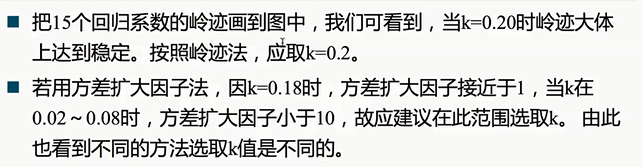 把15个回归系数的岭迹画到图中，我们可看到，当k=0.20时岭迹大体
上达到稳定。按照岭迹法，应取k=0.2。
若用方差扩大因子法，因k=0.18时，方差扩大因子接近于1，当k在
0.02～0.08时，方差扩大因子小于10，故应建议在此范围选取k。 由此
也看到不同的方法选取k值是不同的。